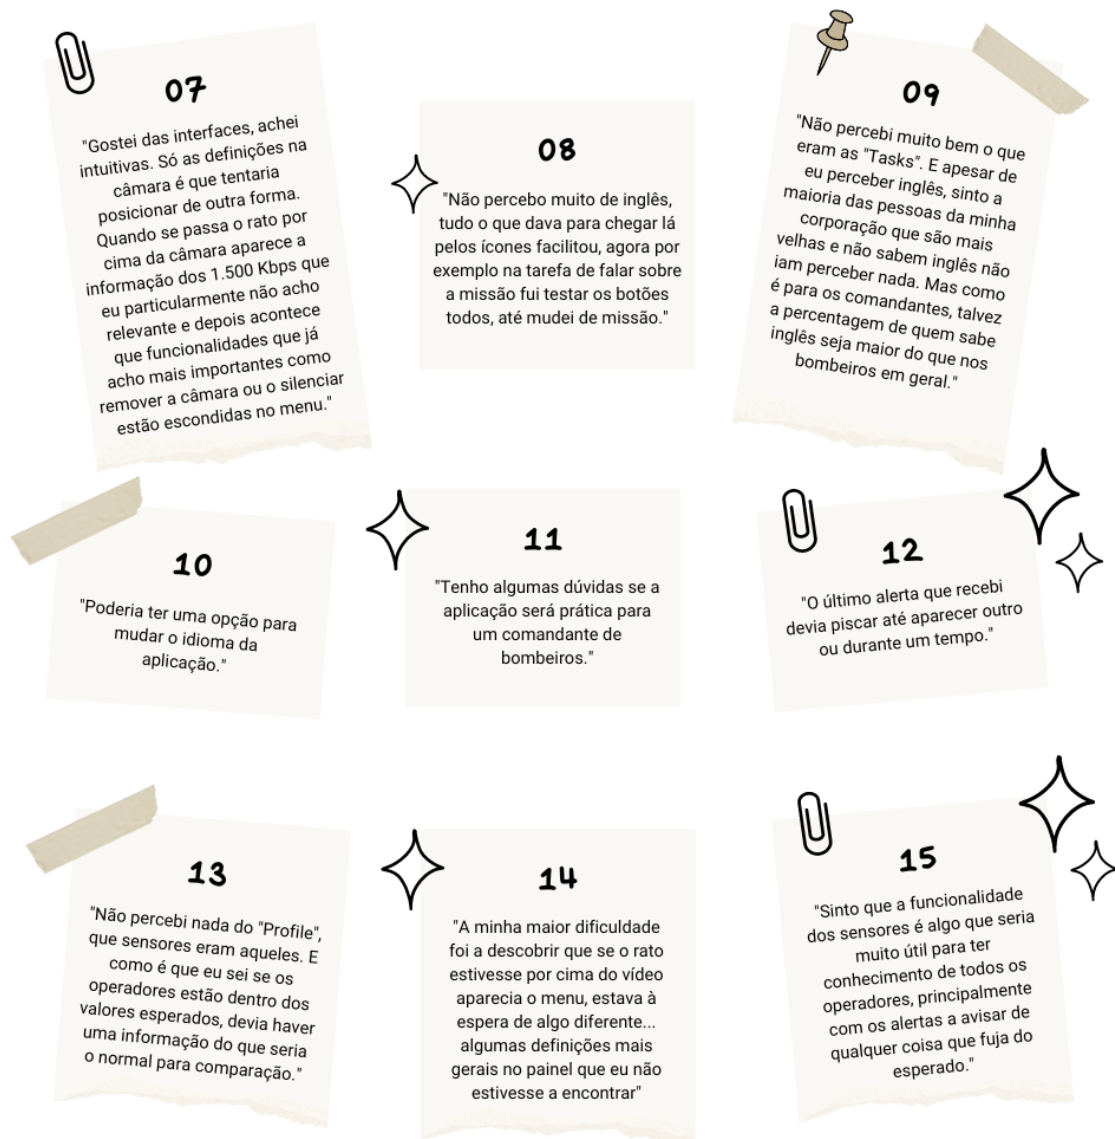 07
"Gostei das interfaces, achei
intuitivas. Só as definições na
câmara é que tentaria
posicionar de outra forma.
Quando se passa o rato por
cima da câmara aparece a
informação dos 1.500 Kbps que
eu particularmente não acho
relevante e depois acontece
que funcionalidades que já
acho mais importantes como
remover a câmara ou o silenciar
estão escondidas no menu."
08
"Não percebo muito de inglês,
tudo o que dava para chegar lá
pelos ícones facilitou, agora por
exemplo na tarefa de falar sobre
a missão fui testar os botões
todos, até mudei de missão."
09
"Não percebi muito bem o que
eram as "Tasks". E apesar de
eu perceber inglês, sinto a
maioria das pessoas da minha
corporação que são mais
velhas e não sabem inglês não
iam perceber nada. Mas como
é para os comandantes, talvez
a percentagem de quem sabe
inglês seja maior do que nos
bombeiros em geral."
10
"Poderia ter uma opção para
mudar o idioma da
aplicação."
11
"Tenho algumas dúvidas se a
aplicação será prática para
um comandante de
bombeiros."
12
"O último alerta que recebi
devia piscar até aparecer outro
ou durante um tempo."
13
"Não percebi nada do "Profile",
que sensores eram aqueles. E
como é que eu sei se os
operadores estão dentro dos
valores esperados, devia haver
uma informação do que seria
o normal para comparação."
14
"A minha maior dificuldade
foi a descobrir que se o rato
estivesse por cima do vídeo
aparecia o menu, estava à
espera de algo diferente...
algumas definições mais
gerais no painel que eu não
estivesse a encontrar"
15
"Sinto que a funcionalidade
dos sensores é algo que seria
muito útil para ter
conhecimento de todos os
operadores, principalmente
com os alertas a avisar de
qualquer coisa que fuja do
esperado."